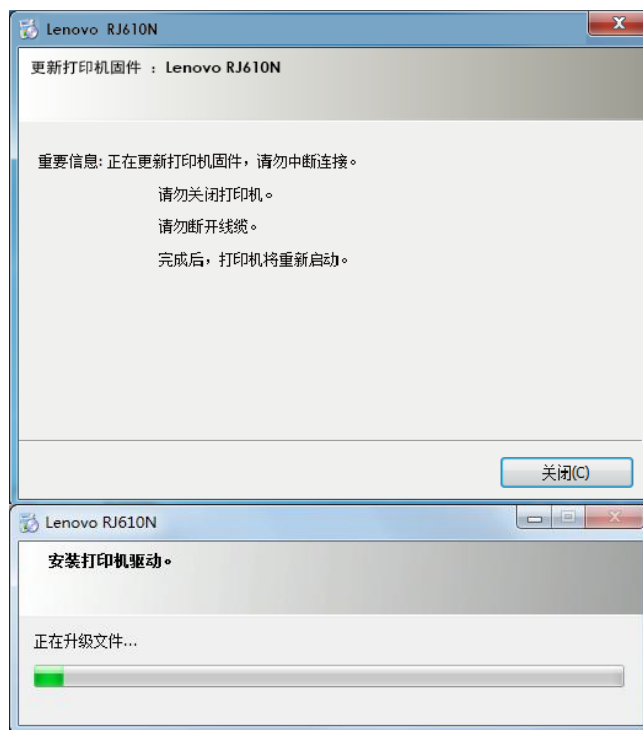 Lenovo RJ610N
更新打印机固件 : Lenovo RJ610N
重要信息: 正在更新打印机固件，请勿中断连接。
请勿关闭打印机。
请勿断开线缆。
完成后，打印机将重新启动。
关闭(C)
Lenovo RJ610N
安装打印机驱动。
正在升级文件...